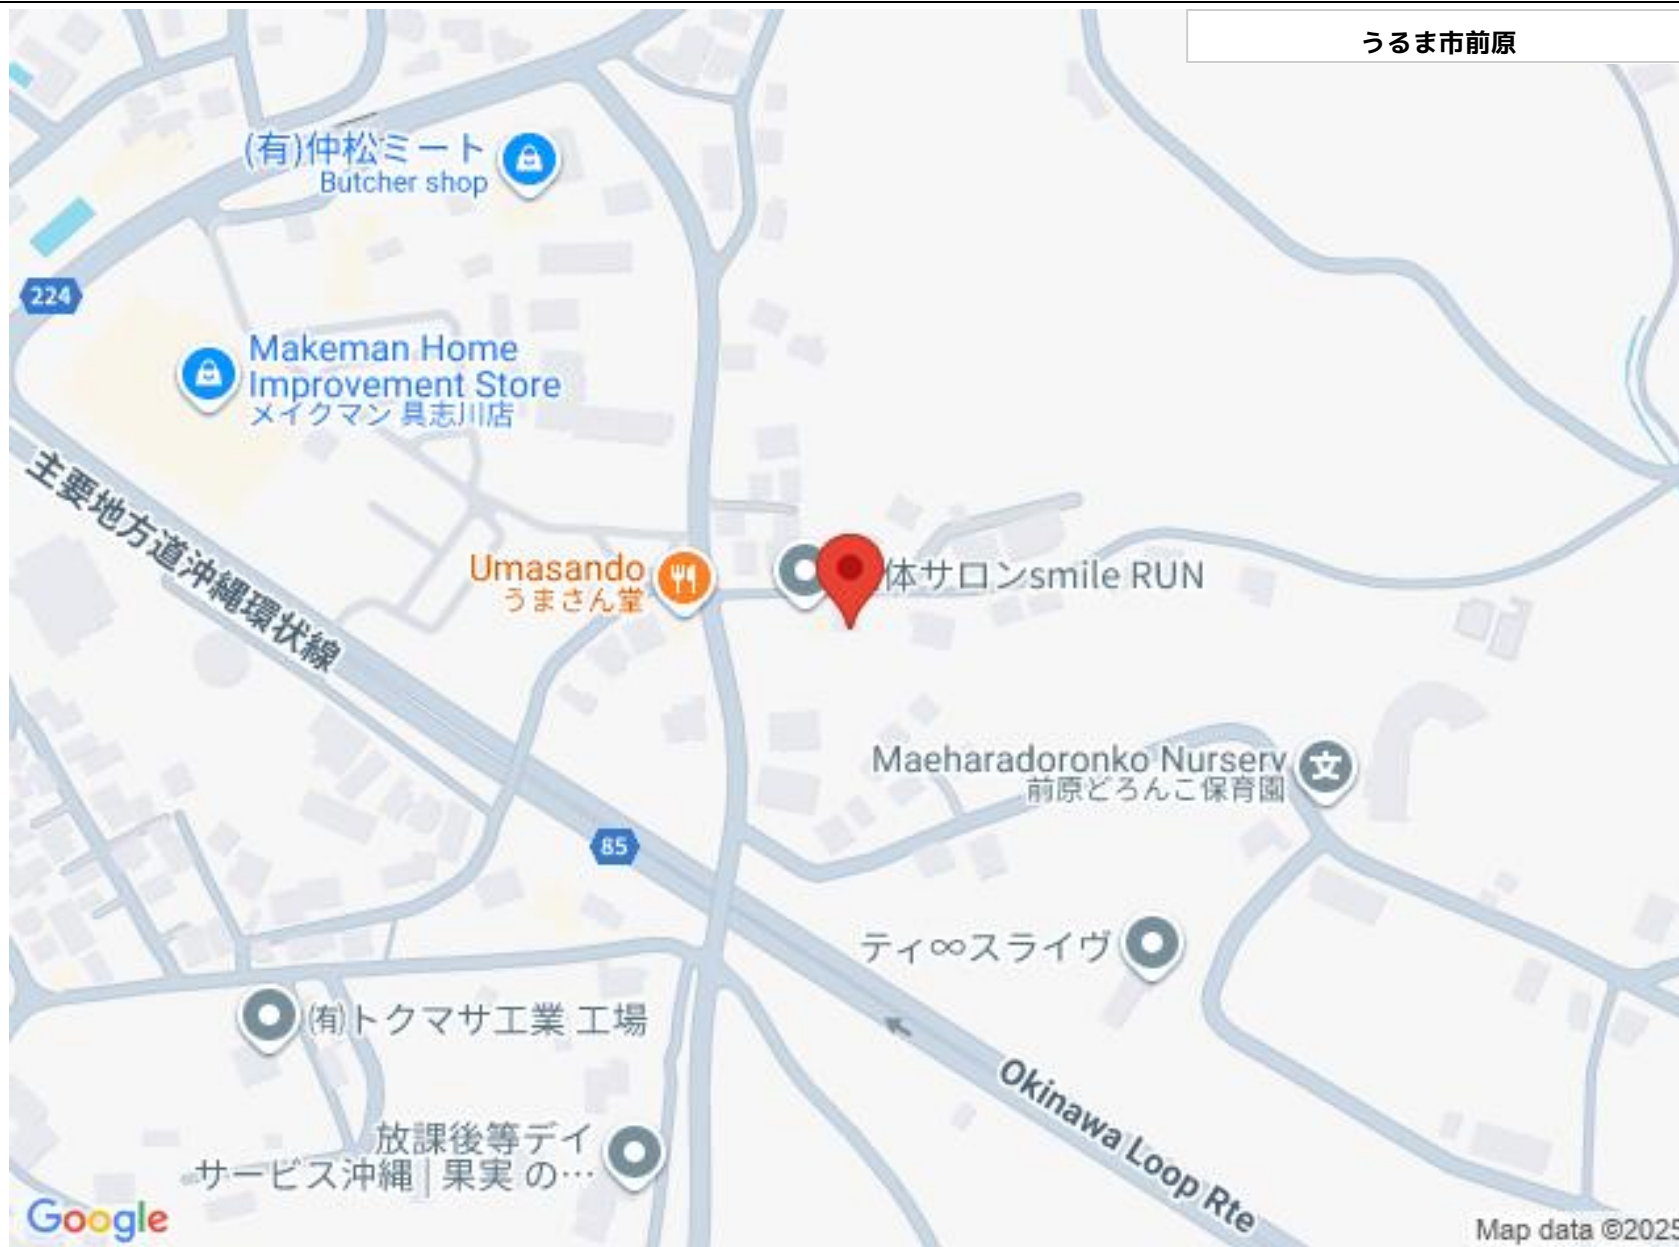 うるま市前原
(有)仲松ミート
Butcher shop
224
Makeman Home
Improvement Store
メイクマン 具志川店
主要地方道沖縄環状線
Umasando
うまさん堂
体サロンsmile RUN
Maeharadoronko Nursery
前原どろんこ保育園
85
ティ∞スライヴ
㈲トクマサ工業 工場
Okinawa Loop Rte
放課後等デイ
サービス沖縄 | 果実 の…
Google
Map data ©2025